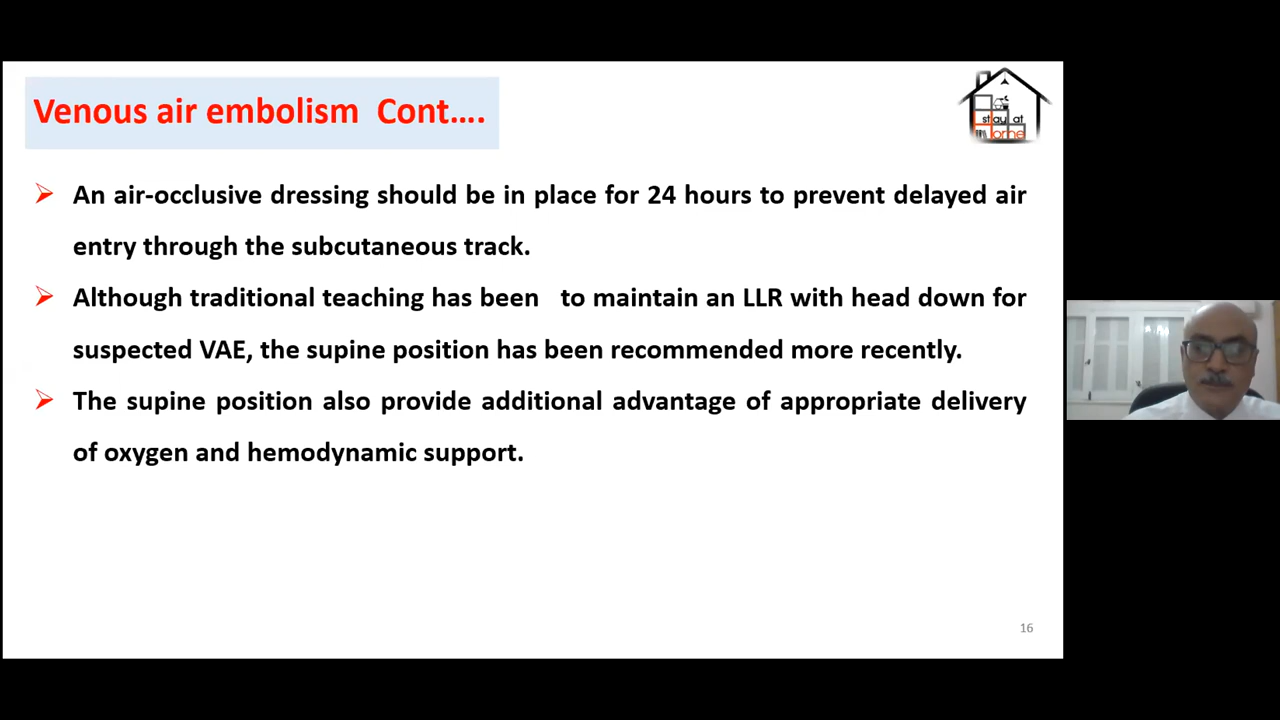 Venous air embolism Cont....
stay at
Home
An air-occlusive dressing should be in place for 24 hours to prevent delayed air
entry through the subcutaneous track.
Although traditional teaching has been to maintain an LLR with head down for
suspected VAE, the supine position has been recommended more recently.
The supine position also provide additional advantage of appropriate delivery
of oxygen and hemodynamic support.
16